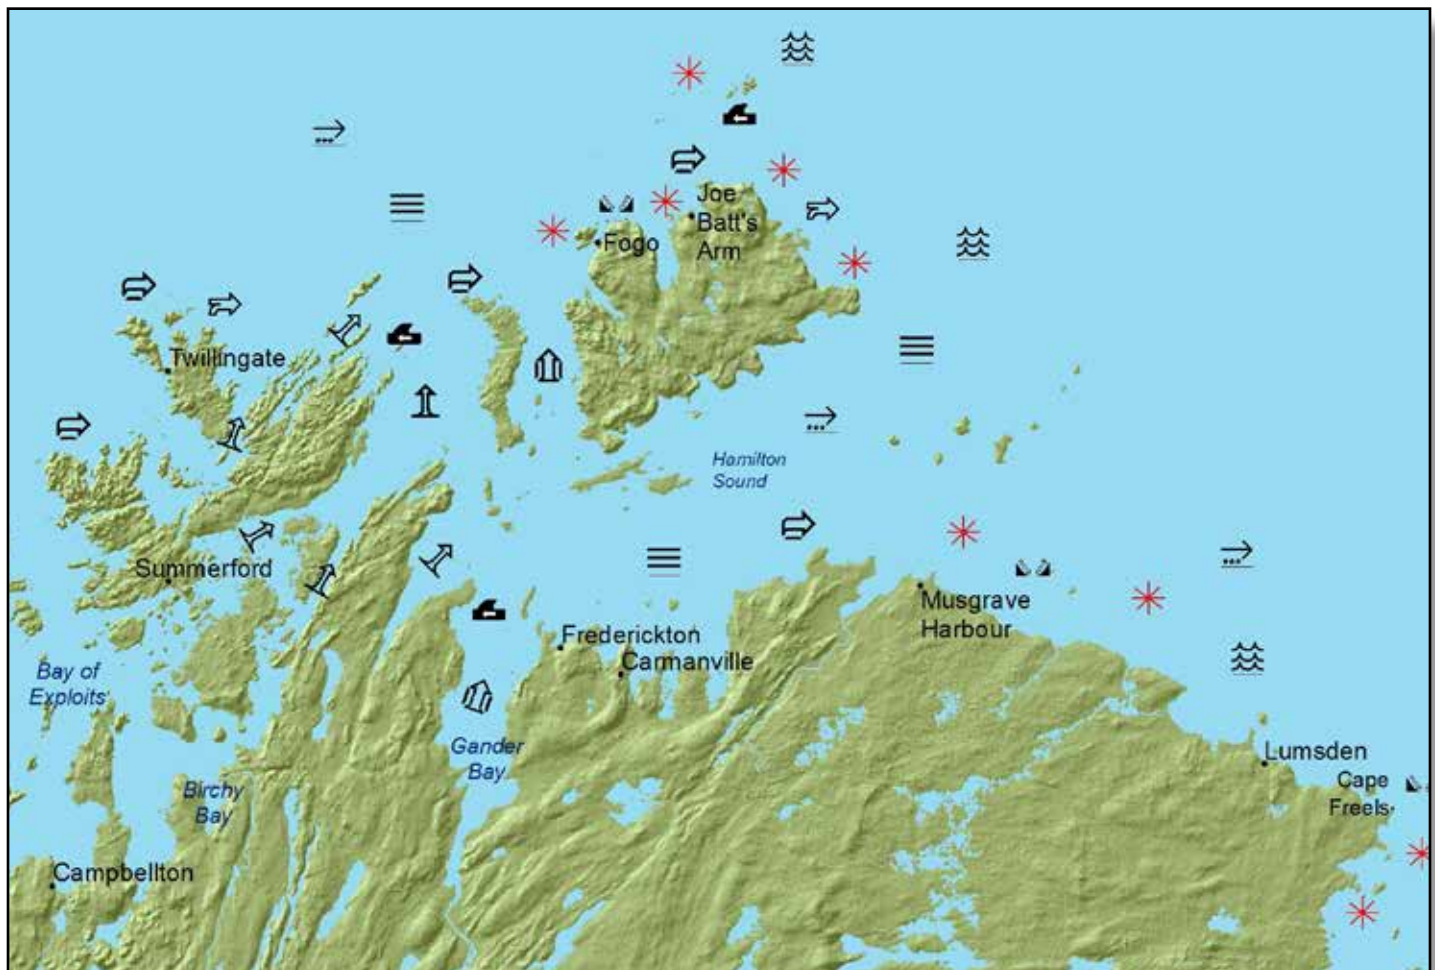 Joe
Batt's
Arm
Fogo
Twillingate
Hamilton
Sound
Summerford
Musgrave
Harbour
Frederickton
Carmanville
Bay of
Exploits
Gander
Bay
Lumsden
Cape
Freels
Birchy
Bay
Campbellton